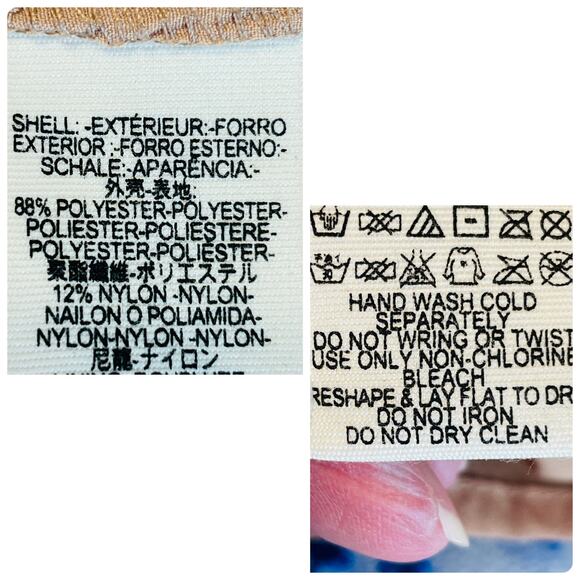 SHELL: -EXTÉRIEUR:-FORRO
EXTERIOR :-FORRO ESTERNO:-
SCHALE:-APARÊNCIA:-
外壳-表地:
88% POLYESTER-POLYESTER-
POLIESTER-POLIESTERE-
POLYESTER-POLIÉSTER-
聚酯纖維-ポリエステル
12% NYLON -NYLON-
NAILON O POLIAMIDA-
NYLON-NYLON -NYLON-
尼龍-ナイロン
HAND WASH COLD
SEPARATELY
DO NOT WRING OR TWIST
USE ONLY NON-CHLORINE
BLEACH
RESHAPE & LAY FLAT TO DR
DO NOT IRON
DO NOT DRY CLEAN